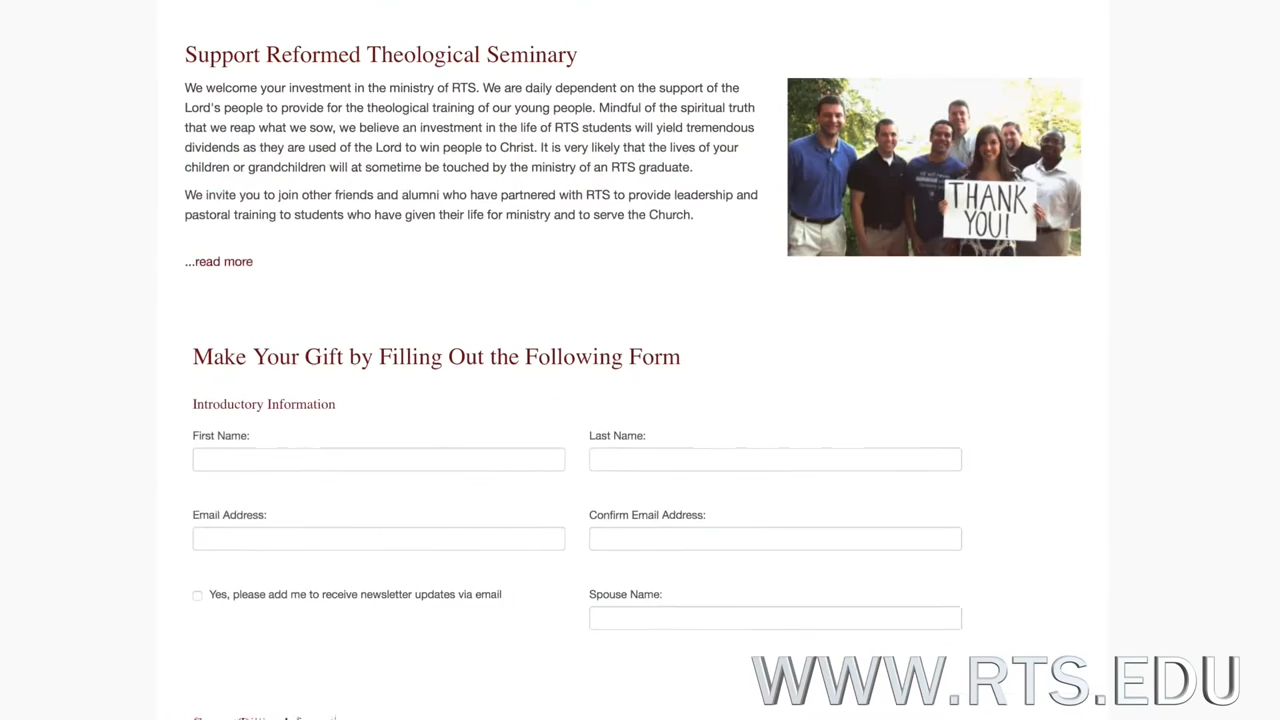 Support Reformed Theological Seminary
We welcome your investment in the ministry of RTS. We are daily dependent on the support of the
Lord's people to provide for the theological training of our young people. Mindful of the spiritual truth
that we reap what we sow, we believe an investment in the life of RTS students will yield tremendous
dividends as they are used of the Lord to win people to Christ. It is very likely that the lives of your
children or grandchildren will at sometime be touched by the ministry of an RTS graduate.
We invite you to join other friends and alumni who have partnered with RTS to provide leadership and
pastoral training to students who have given their life for ministry and to serve the Church.
...read more
THANK
YOU!
Make Your Gift by Filling Out the Following Form
Introductory Information
First Name:
Last Name:
Email Address:
Confirm Email Address:
Yes, please add me to receive newsletter updates via email
Spouse Name:
WWW.RTS.EDU